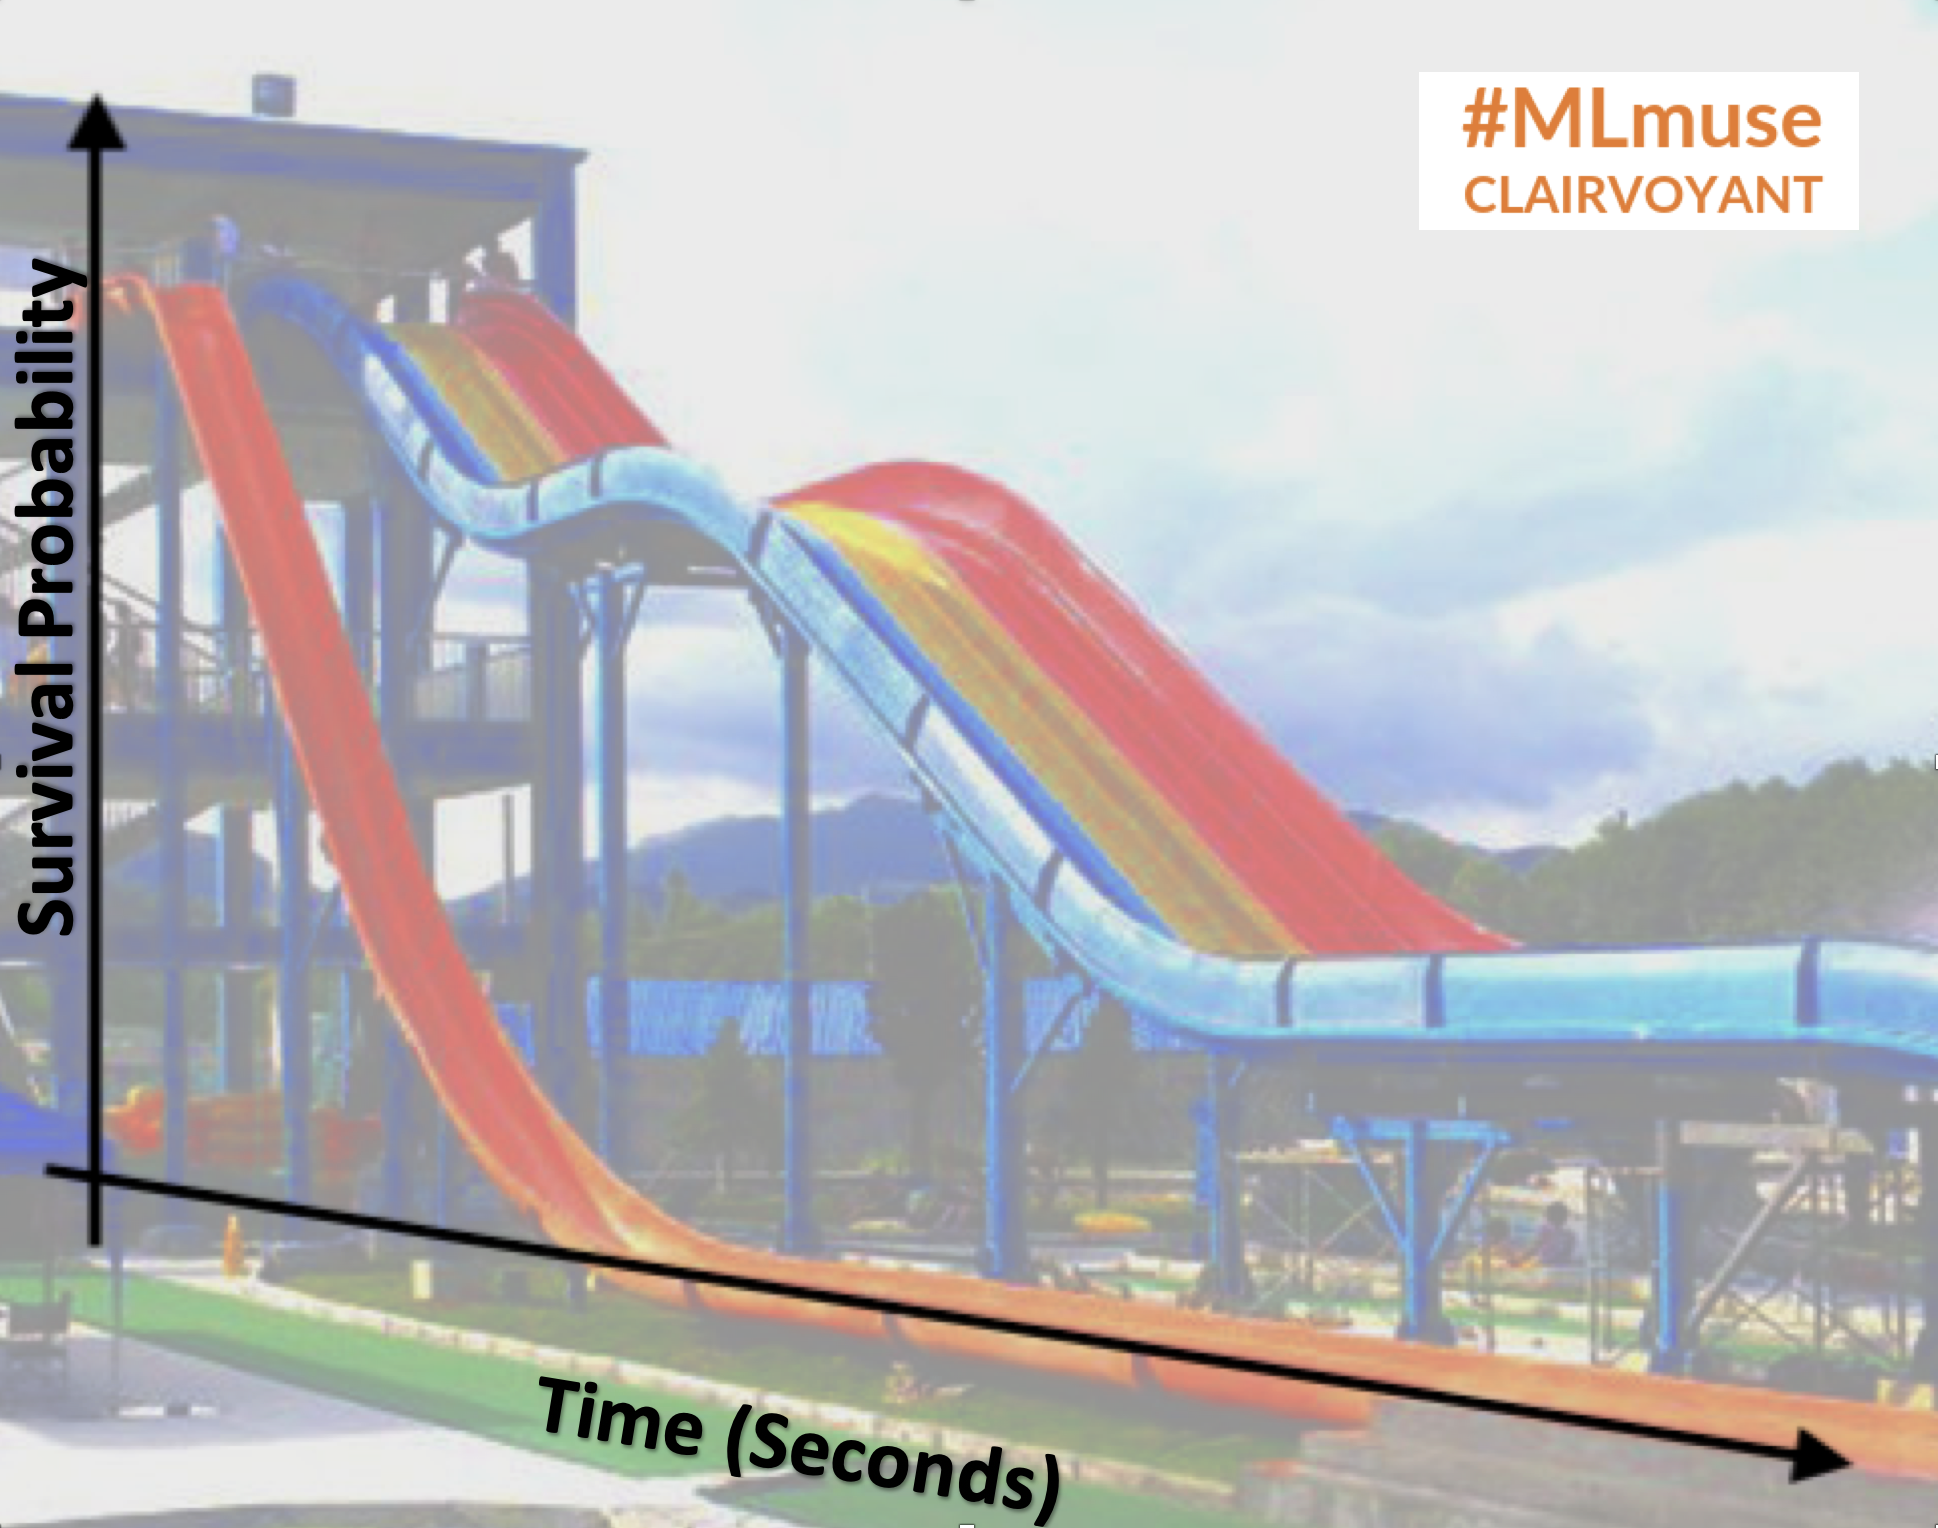 #MLmuse
CLAIRVOYANT
Survival Probability
Time (Seconds)